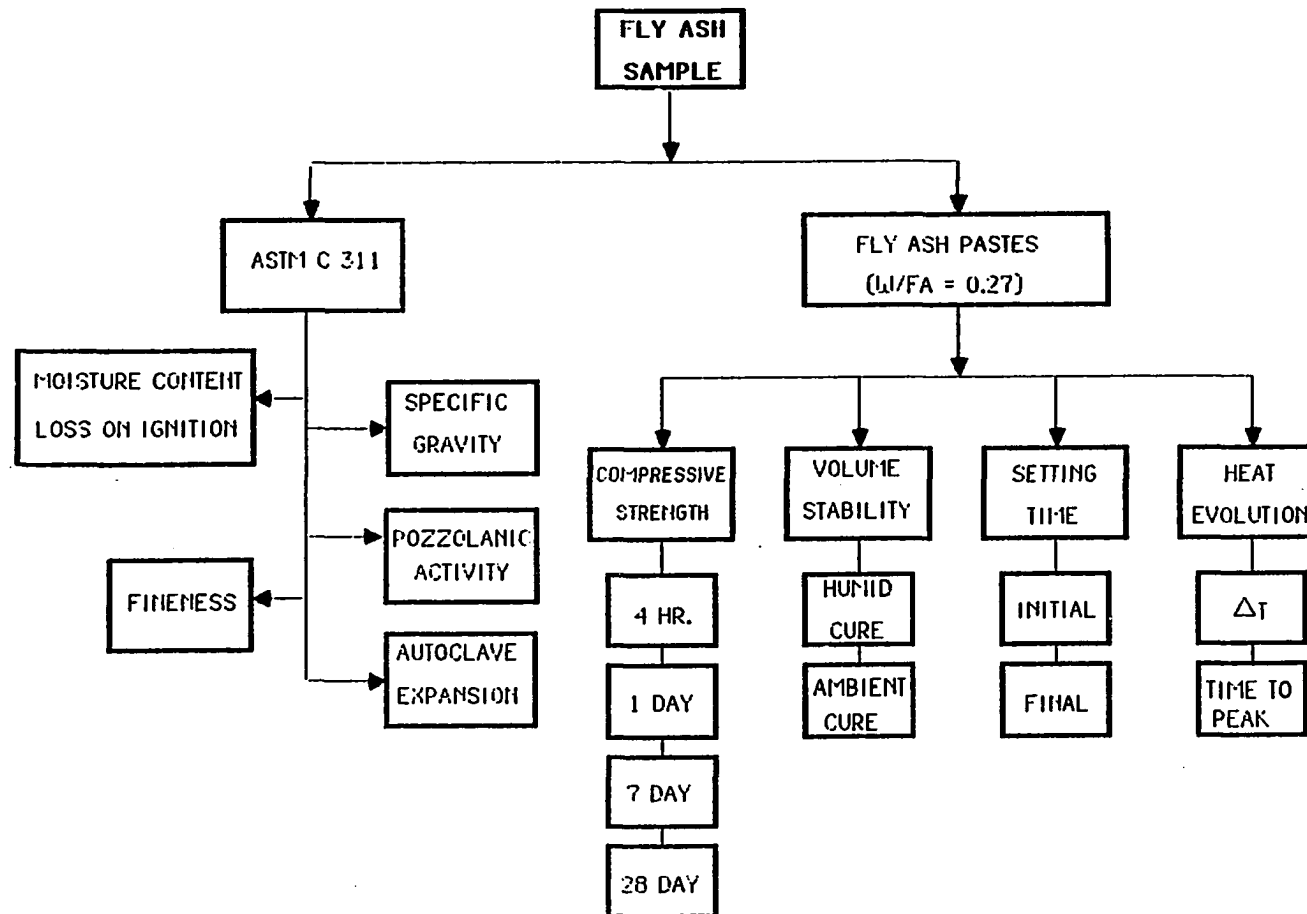 FLY ASH
SAMPLE
ASTM C 311
FLY ASH PASTES
(W/FA = 0.27)
MOISTURE CONTENT
LOSS ON IGNITION
SPECIFIC
GRAVITY
POZZOLANIC
ACTIVITY
FINENESS
AUTOCLAVE
EXPANSION
COMPRESSIVE
STRENGTH
4 HR.
1 DAY
7 DAY
28 DAY
VOLUME
STABILITY
HUMID
CURE
AMBIENT
CURE
SETTING
TIME
INITIAL
FINAL
HEAT
EVOLUTION
ΔT
TIME TO
PEAK